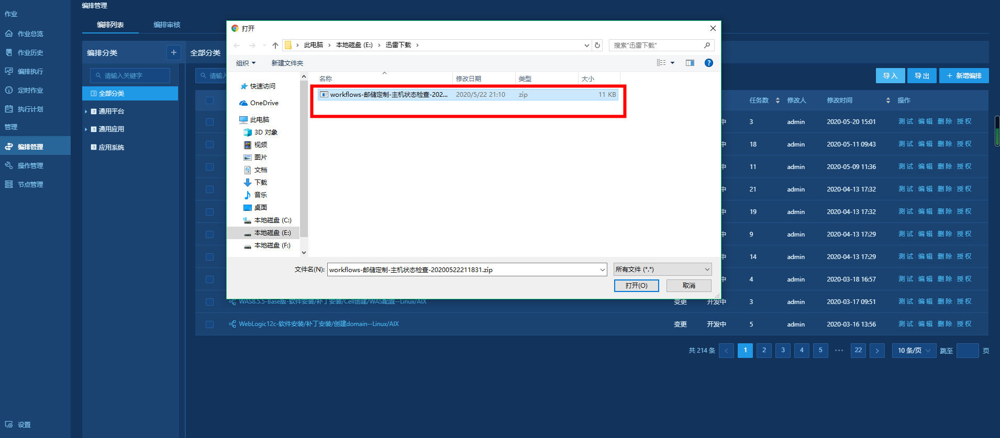 作业
作业总览
作业历史
编排执行
定时作业
执行计划
管理
编排管理
操作管理
节点管理
设置
编排管理
编排列表 编排审核
编排分类
请输入关键字
全部分类
通用平台
通用应用
应用系统
全部分类
请输入
导入 导出 新增编排
打开
此电脑 本地磁盘 (E:) 迅雷下载
搜索"迅雷下载"
组织 新建文件夹
快速访问
OneDrive
此电脑
3D 对象
视频
图片
文档
下载
音乐
桌面
本地磁盘 (C:)
本地磁盘 (E:)
本地磁盘 (F:)
名称 修改日期 类型 大小
workflows-邮储定制-主机状态检查-202... 2020/5/22 21:10 zip 11 KB
文件名(N): workflows-邮储定制-主机状态检查-20200522211831.zip 所有文件 (*.*)
打开(O) 取消
任务数 修改人 修改时间 操作
中 3 admin 2020-05-20 15:01 测试 编辑 删除 授权
中 18 admin 2020-05-11 09:43 测试 编辑 删除 授权
中 11 admin 2020-05-09 11:36 测试 编辑 删除 授权
中 21 admin 2020-04-13 17:32 测试 编辑 删除 授权
中 19 admin 2020-04-13 17:32 测试 编辑 删除 授权
中 9 admin 2020-04-13 17:29 测试 编辑 删除 授权
中 14 admin 2020-04-13 17:29 测试 编辑 删除 授权
中 4 admin 2020-03-18 16:57 测试 编辑 删除 授权
WAS8.5.5-Base版-软件安装/补丁安装/Cell创建/WAS配置--Linux/AIX 变更 开发中 3 admin 2020-03-17 09:51 测试 编辑 删除 授权
WebLogic12c-软件安装/补丁安装/创建domain--Linux/AIX 变更 开发中 5 admin 2020-03-16 13:56 测试 编辑 删除 授权
共 214 条 < 1 2 3 4 5 ••• 22 > 10 条/页 跳至 页